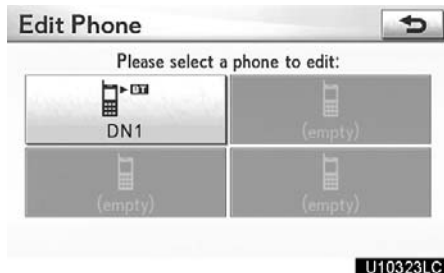 Edit Phone
Please select a phone to edit:
BT
DN1
(empty)
(empty)
(empty)
U10323LC